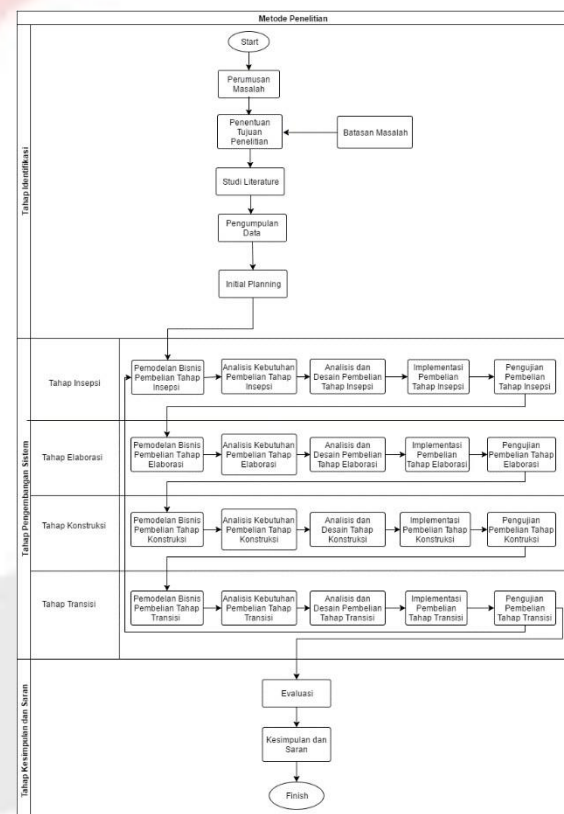 Metode Penelitian
Tahap Identifikasi
Start
Perumusan
Masalah
Penentuan
Tujuan
Penelitian
Batasan Masalah
Studi Literature
Pengumpulan
Data
Initial Planning
Tahap Pengembangan Sistem
Tahap Insepsi
Pemodelan Bisnis
Pembelian Tahap
Insepsi
Analisis Kebutuhan
Pembelian Tahap
Insepsi
Analisis dan
Desain Pembelian
Tahap Insepsi
Implementasi
Pembelian
Tahap Insepsi
Pengujian
Pembelian
Tahap Insepsi
Tahap Elaborasi
Pemodelan Bisnis
Pembelian Tahap
Elaborasi
Analisis Kebutuhan
Pembelian Tahap
Elaborasi
Analisis dan
Desain Pembelian
Tahap Elaborasi
Implementasi
Pembelian
Tahap Elaborasi
Pengujian
Pembelian Tahap
Elaborasi
Tahap Konstruksi
Pemodelan Bisnis
Pembelian Tahap
Konstruksi
Analisis Kebutuhan
Pembelian Tahap
Konstruksi
Analisis dan
Desain Tahap
Konstruksi
Implementasi
Pembelian Tahap
Konstruksi
Pengujian
Pembelian Tahap
Kontruksi
Tahap Transisi
Pemodelan Bisnis
Pembelian Tahap
Transisi
Analisis Kebutuhan
Pembelian Tahap
Transisi
Analisis dan
Desain Pembelian
Tahap Transisi
Implementasi
Pembelian
Tahap Transisi
Pengujian
Pembelian
Tahap Transisi
Tahap Kesimpulan dan Saran
Evaluasi
Kesimpulan dan
Saran
Finish